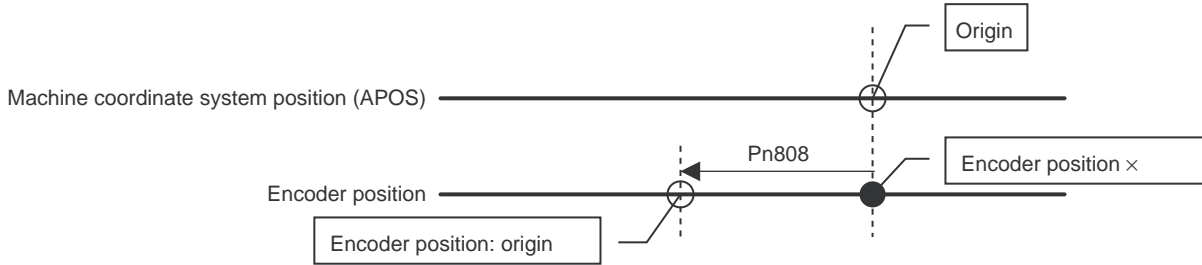 Origin
Machine coordinate system position (APOS)
Pn808
Encoder position ×
Encoder position
Encoder position: origin